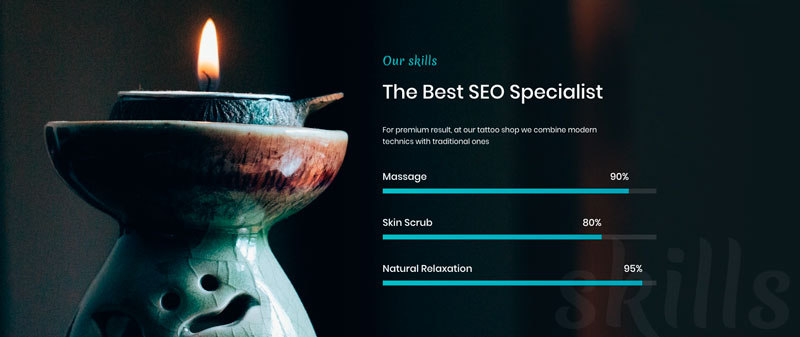 Our skills
The Best SEO Specialist
For premium result, at our tattoo shop we combine modern
technics with traditional ones
Massage 90%
Skin Scrub 80%
Natural Relaxation 95%
skills